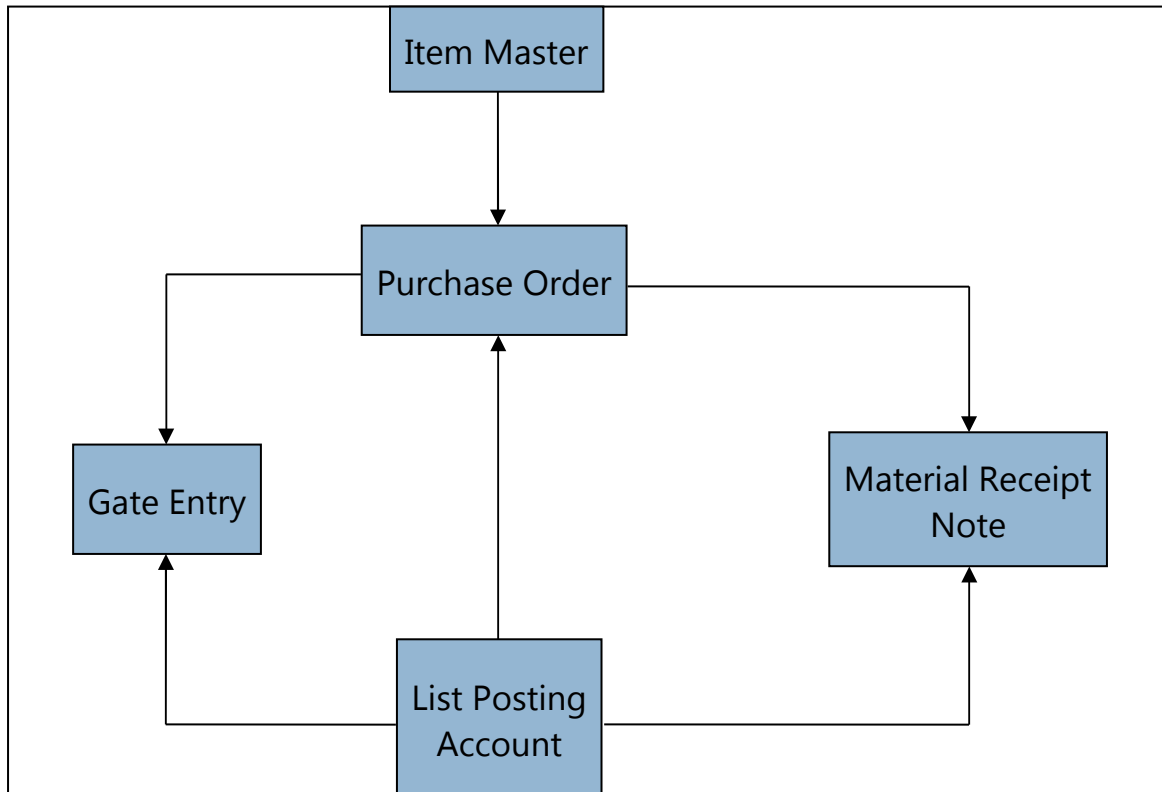 Item Master
Purchase Order
Gate Entry
Material Receipt
Note
List Posting
Account